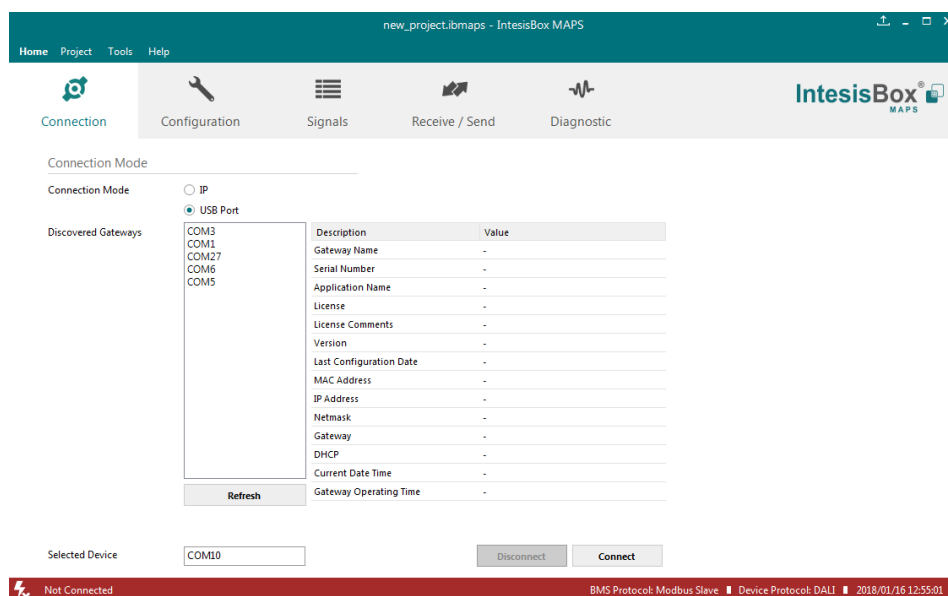 new_project.ibmaps - IntesisBox MAPS
Home Project Tools Help
Connection Configuration Signals Receive / Send Diagnostic
IntesisBox®
MAPS
Connection Mode
Connection Mode IP
USB Port
Discovered Gateways
COM3
COM1
COM27
COM6
COM5
Description Value
Gateway Name -
Serial Number -
Application Name -
License -
License Comments -
Version -
Last Configuration Date -
MAC Address -
IP Address -
Netmask -
Gateway -
DHCP -
Current Date Time -
Gateway Operating Time -
Refresh
Selected Device COM10 Disconnect Connect
Not Connected BMS Protocol: Modbus Slave Device Protocol: DALI 2018/01/16 12:55:01